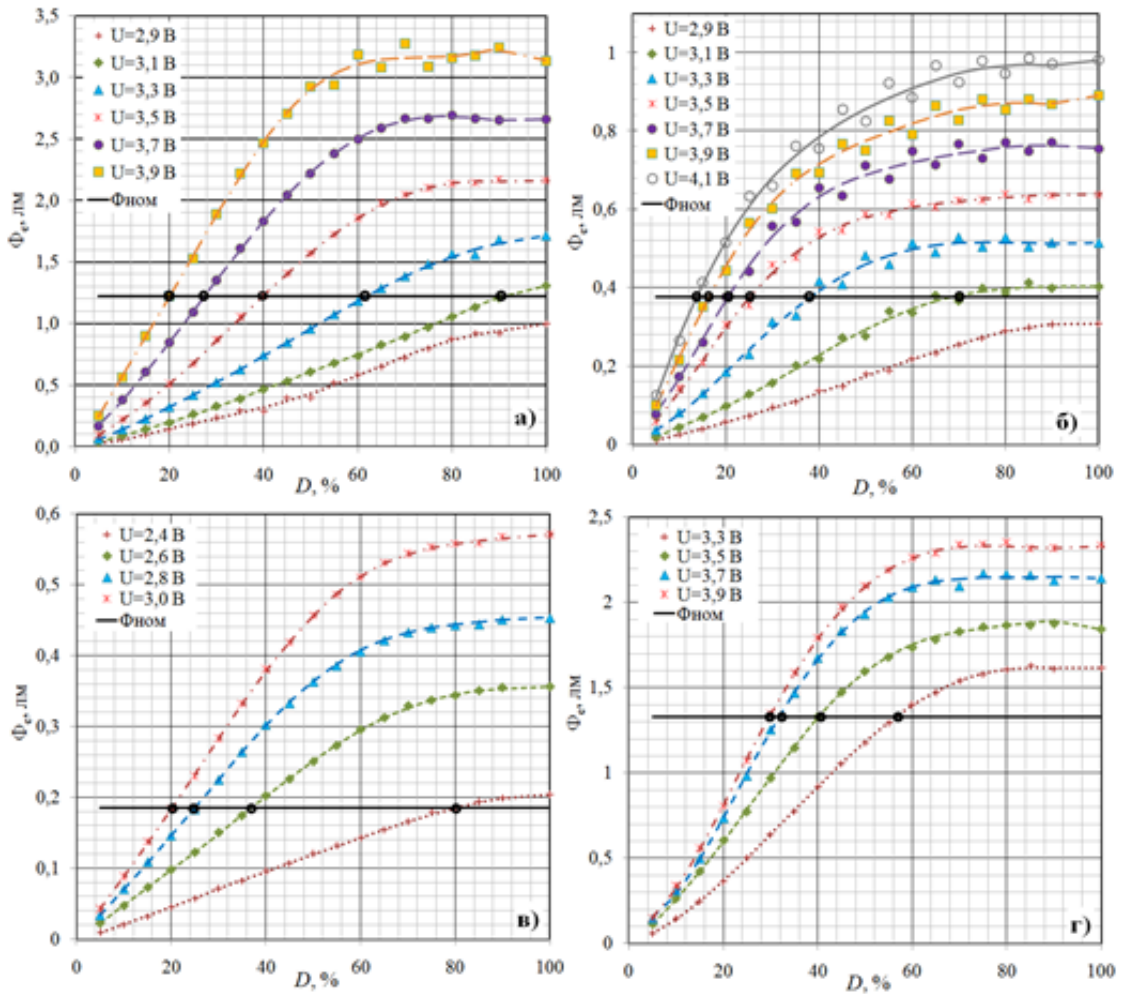 3,5
3,0
2,5
2,0
1,5
1,0
0,5
0,0
Φₑ, лм
U=2,9 В
U=3,1 В
U=3,3 В
U=3,5 В
U=3,7 В
U=3,9 В
Фном
а)
0 20 40 60 80 100
D, %
1
0,8
0,6
0,4
0,2
0
Φₑ, лм
U=2,9 В
U=3,1 В
U=3,3 В
U=3,5 В
U=3,7 В
U=3,9 В
U=4,1 В
Фном
б)
0 20 40 60 80 100
D, %
0,6
0,5
0,4
0,3
0,2
0,1
0
Φₑ, лм
U=2,4 В
U=2,6 В
U=2,8 В
U=3,0 В
Фном
в)
0 20 40 60 80 100
D, %
2,5
2
1,5
1
0,5
0
Φₑ, лм
U=3,3 В
U=3,5 В
U=3,7 В
U=3,9 В
Фном
г)
0 20 40 60 80 100
D, %